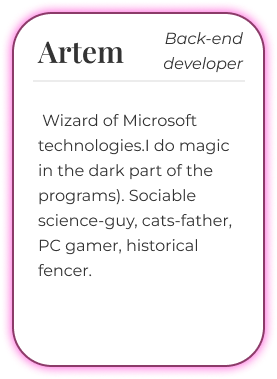 Artem
Back-end
developer
Wizard of Microsoft
technologies.I do magic
in the dark part of the
programs). Sociable
science-guy, cats-father,
PC gamer, historical
fencer.